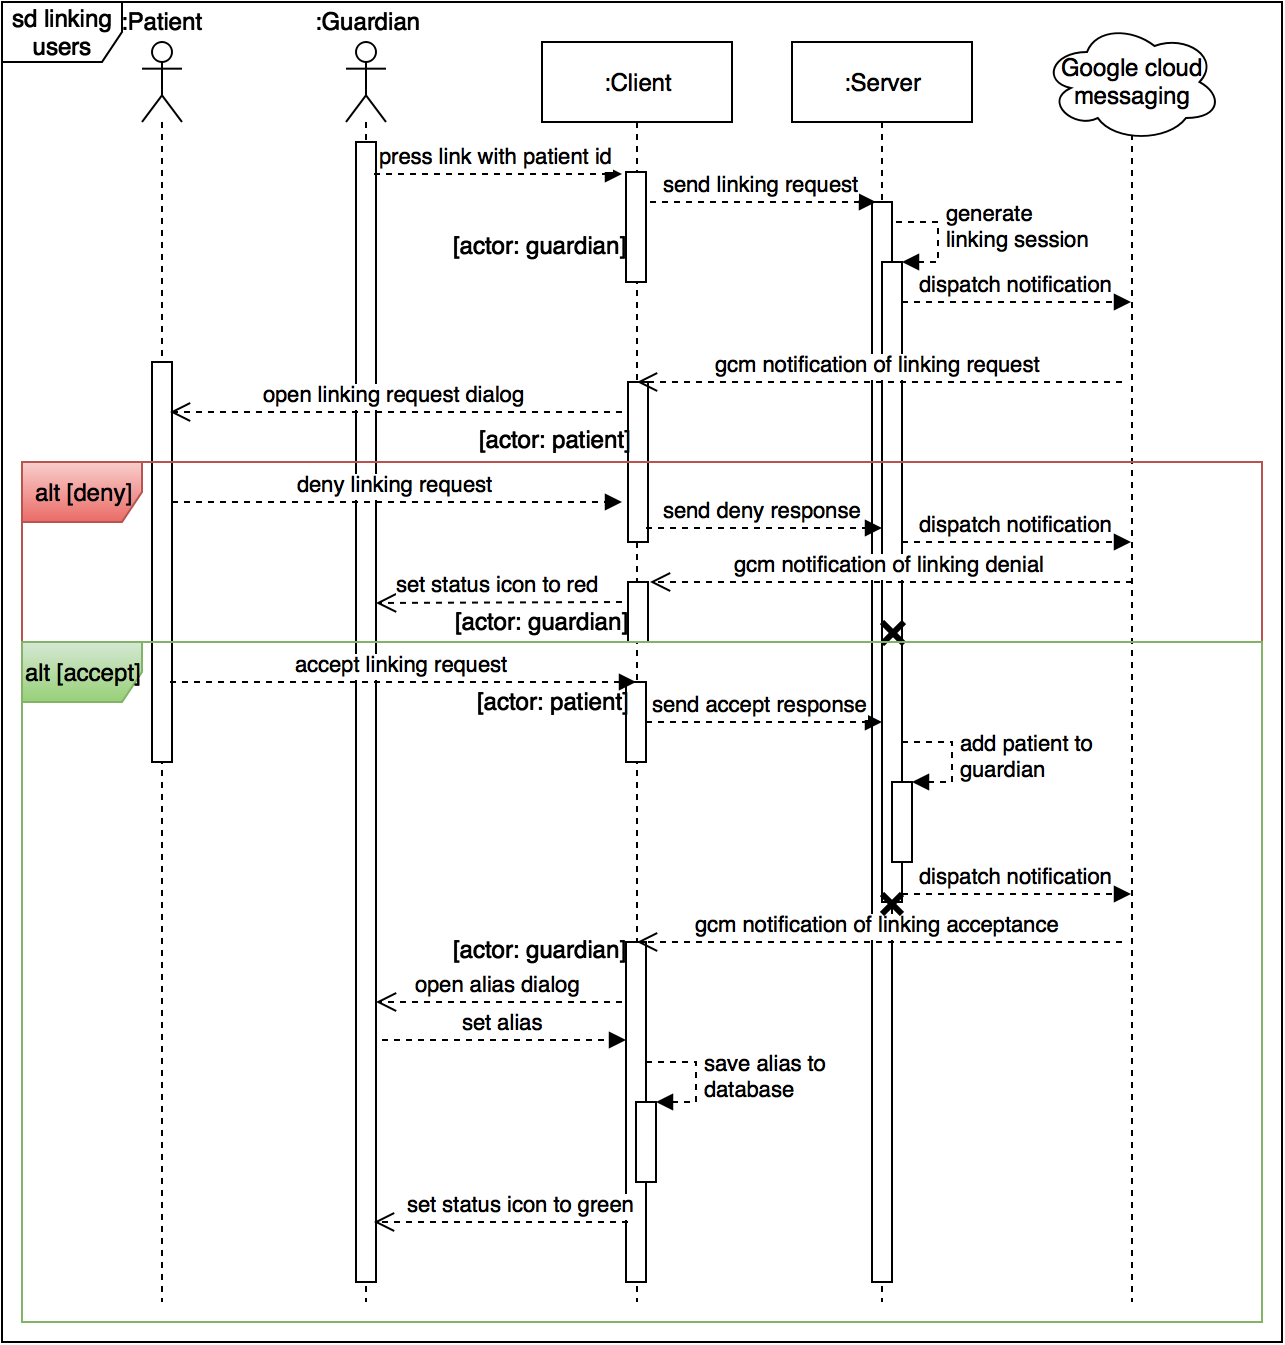 sd linking
users
:Patient
:Guardian
:Client
:Server
Google cloud
messaging
press link with patient id
send linking request
generate
linking session
[actor: guardian]
dispatch notification
gcm notification of linking request
open linking request dialog
[actor: patient]
alt [deny]
deny linking request
send deny response
dispatch notification
gcm notification of linking denial
set status icon to red
[actor: guardian]
alt [accept]
accept linking request
[actor: patient]
send accept response
add patient to
guardian
dispatch notification
gcm notification of linking acceptance
[actor: guardian]
open alias dialog
set alias
save alias to
database
set status icon to green